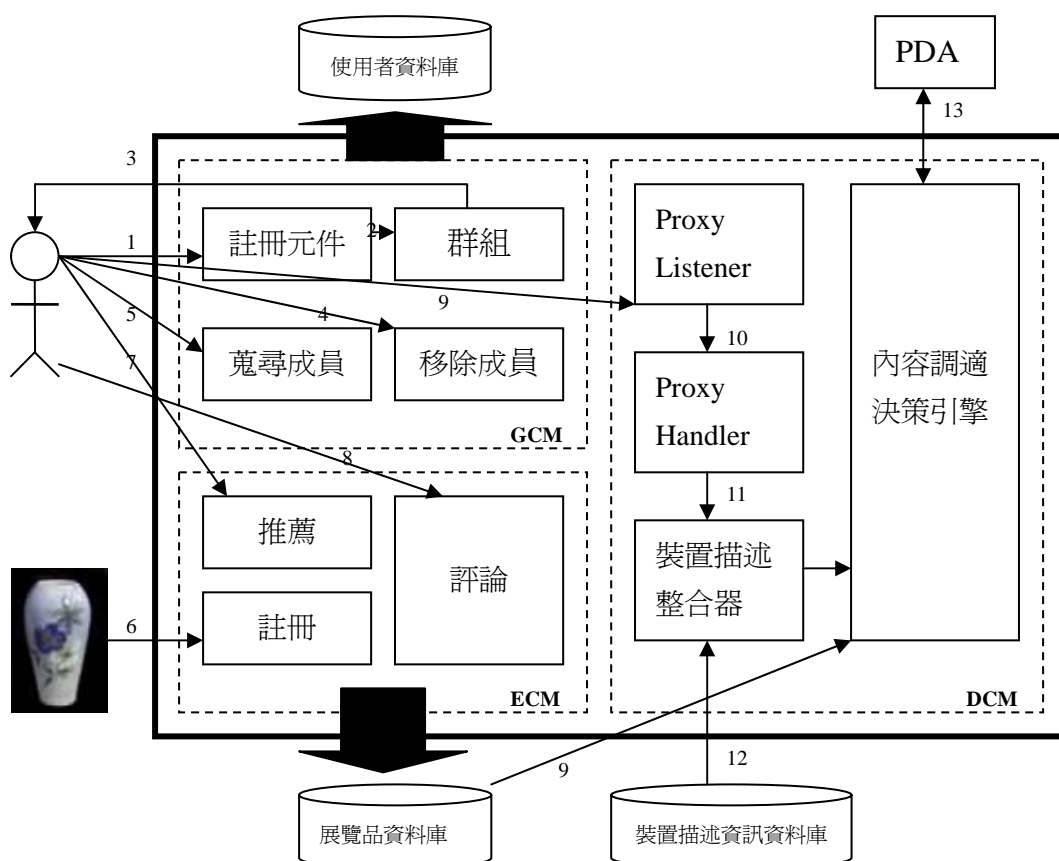 使用者資料庫
PDA
13
3
1
註冊元件
2
群組
Proxy
Listener
9
5
4
7
蒐尋成員
移除成員
10
Proxy
Handler
內容調適
決策引擎
GCM
8
11
推薦
評論
裝置描述
整合器
6
註冊
ECM
DCM
9
12
展覽品資料庫
裝置描述資訊資料庫